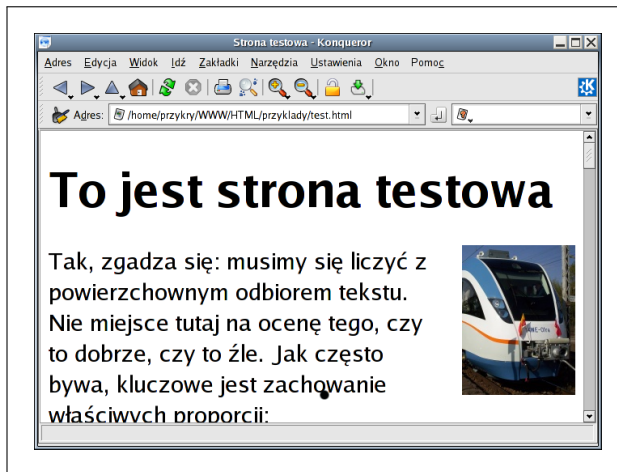 Strona testowa - Konqueror
Adres Edycja Widok Idź Zakładki Narzędzia Ustawienia Okno Pomoc
Adres: /home/przykry/WWW/HTML/przyklady/test.html
To jest strona testowa
Tak, zgadza się: musimy się liczyć z
powierzchownym odbiorem tekstu.
Nie miejsce tutaj na ocenę tego, czy
to dobrze, czy to źle. Jak często
bywa, kluczowe jest zachowanie
właściwych proporcji: